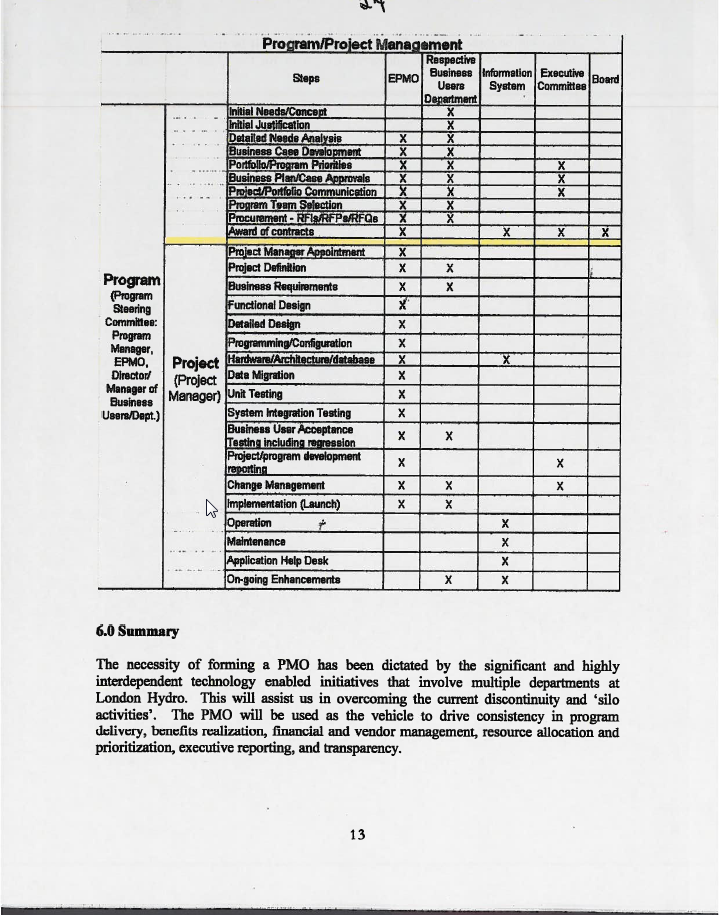 24
Program/Project Management
Steps EPMO Respective Business Users Department Information System Executive Committee Board
Initial Needs/Concept X
Initial Justification X
Detailed Needs Analysis X X
Business Case Development X X
Portfolio/Program Priorities X X X
Business Plan/Case Approvals X X X
Project/Portfolio Communication X X X
Program Team Selection X X
Procurement - RFIs/RFPs/RFQs X X
Award of contracts X X X X
Project Manager Appointment X
Project Definition X X
Business Requirements X X
Functional Design X
Detailed Design X
Programming/Configuration X
Hardware/Architecture/database X X
Data Migration X
Unit Testing X
System Integration Testing X
Business User Acceptance
Testing including regression X X
Project/program development
reporting X X
Change Management X X X
Implementation (Launch) X X
Operation X
Maintenance X
Application Help Desk X
On-going Enhancements X X
Program
(Program
Steering
Committee:
Program
Manager,
EPMO,
Director/
Manager of
Business
Users/Dept.)
Project
(Project
Manager)
6.0 Summary
The necessity of forming a PMO has been dictated by the significant and highly
interdependent technology enabled initiatives that involve multiple departments at
London Hydro. This will assist us in overcoming the current discontinuity and ‘silo
activities’. The PMO will be used as the vehicle to drive consistency in program
delivery, benefits realization, financial and vendor management, resource allocation and
prioritization, executive reporting, and transparency.
13